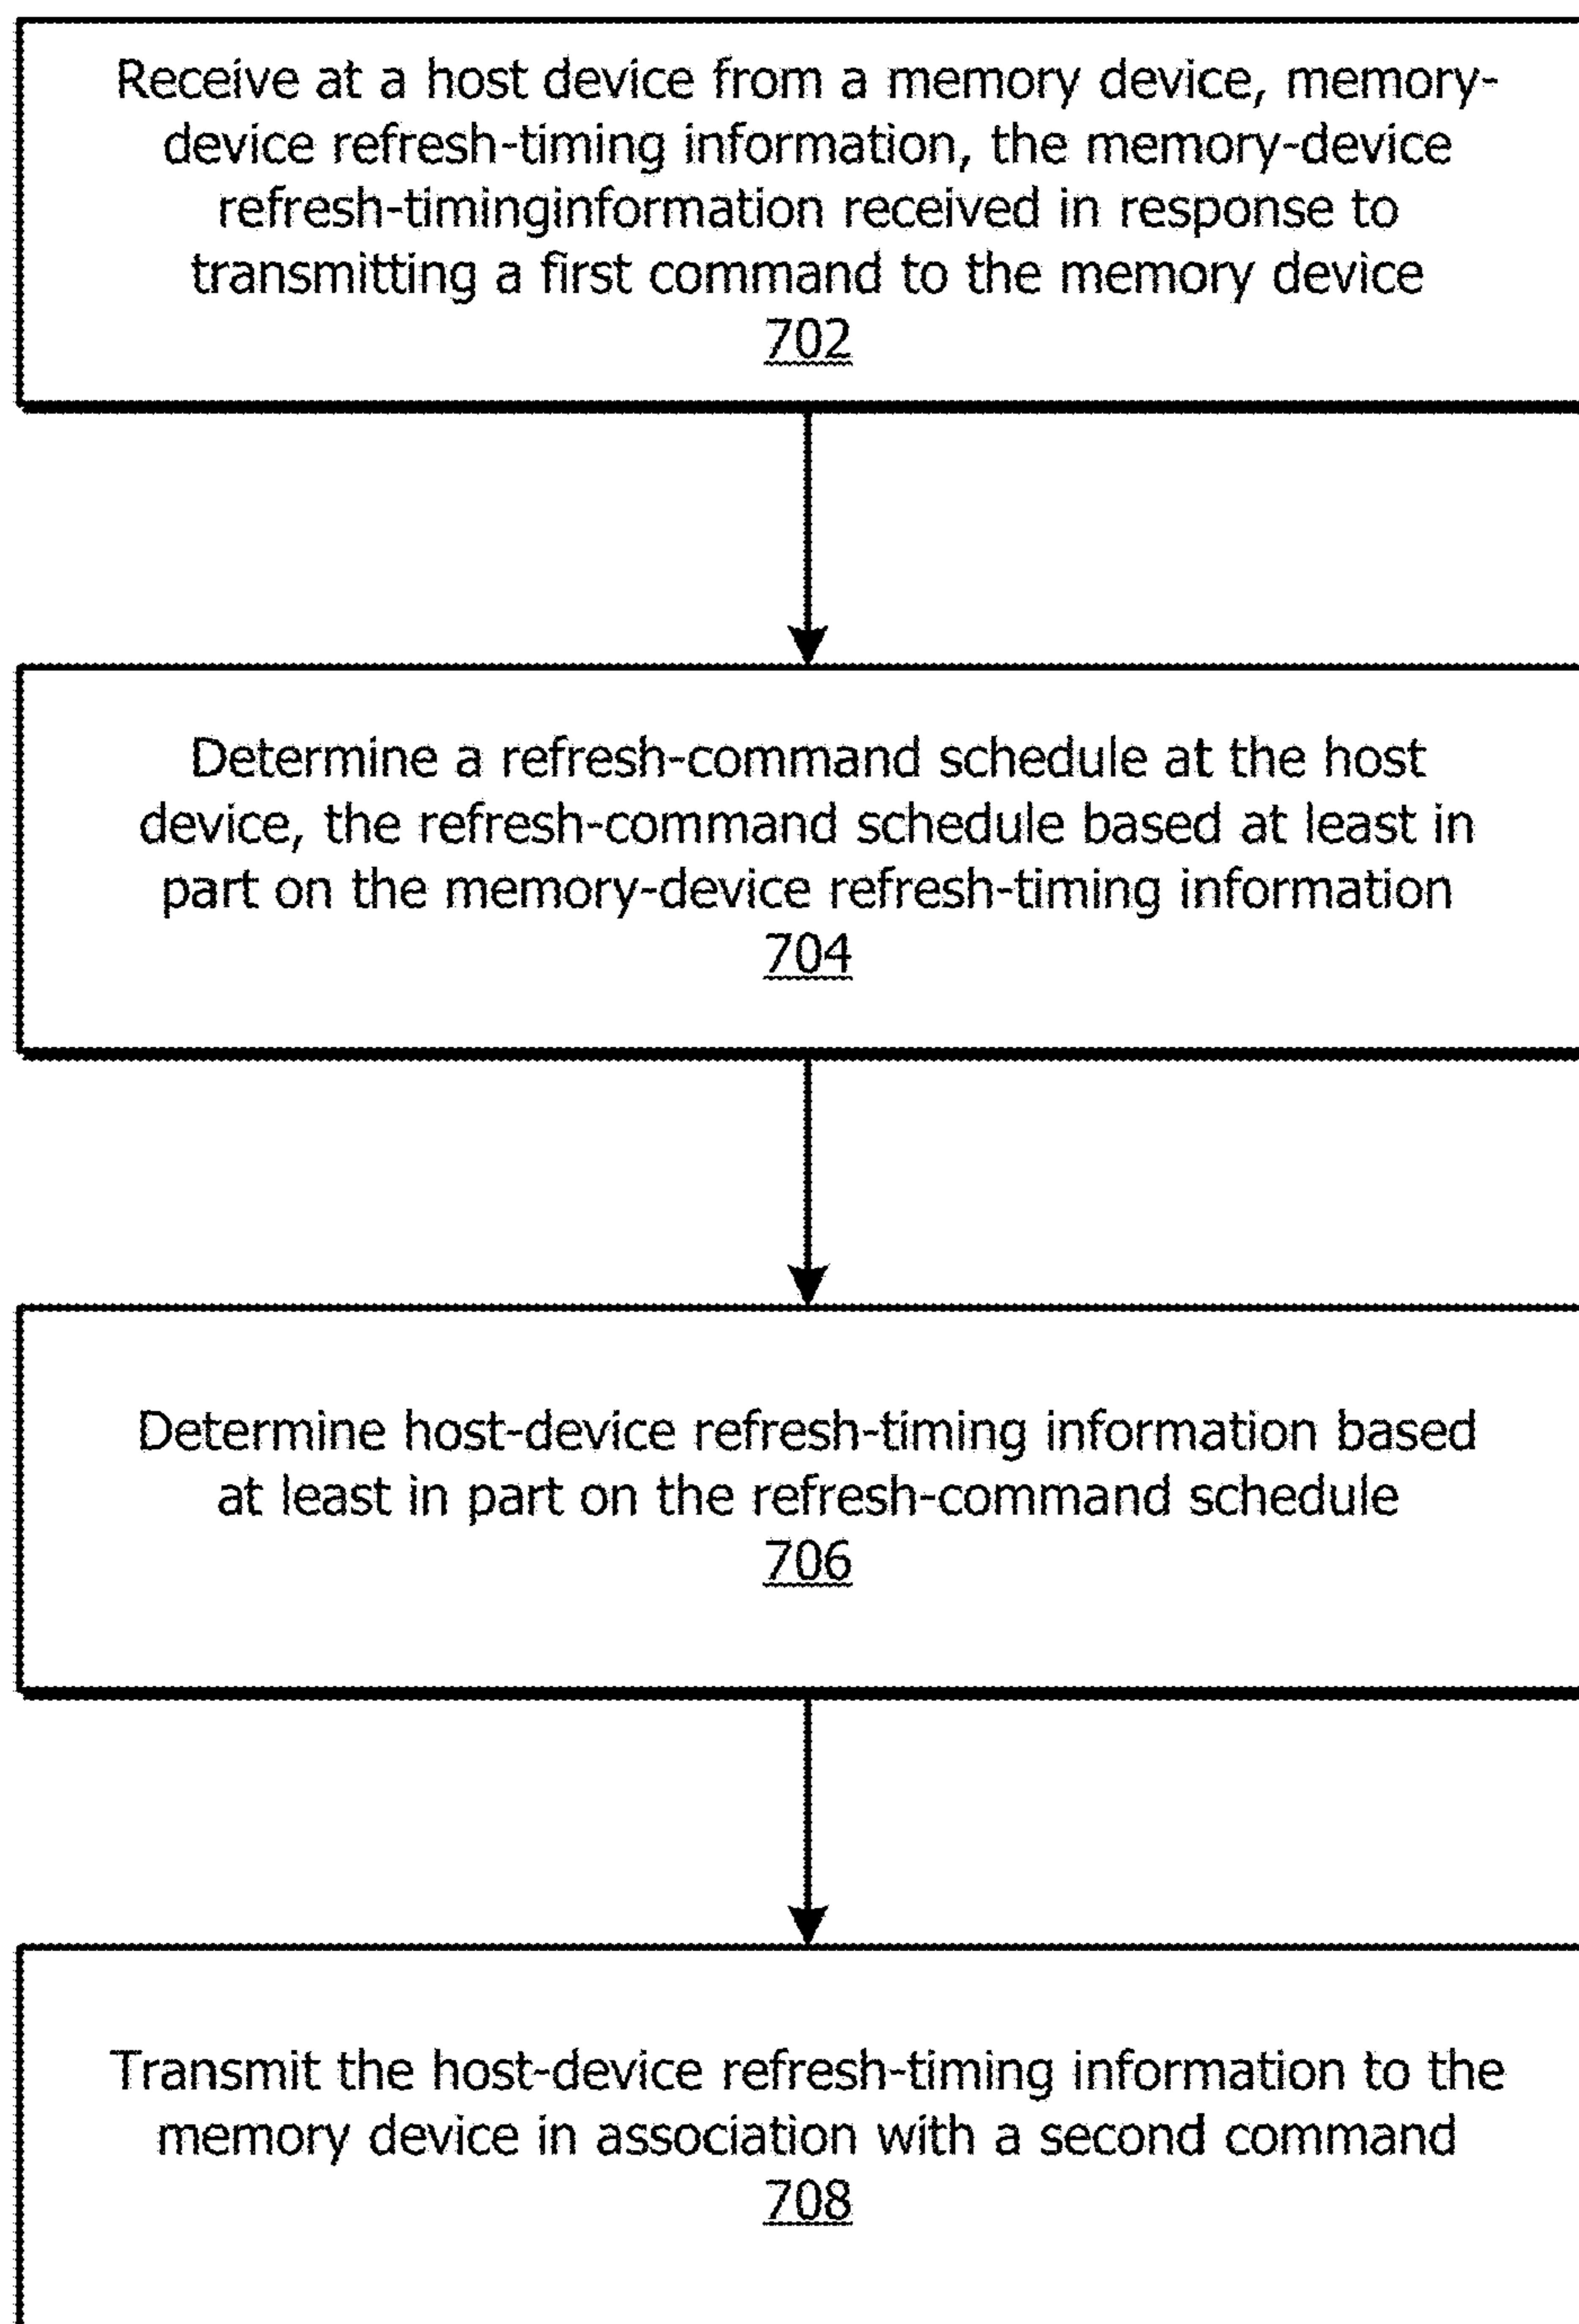 Receive at a host device from a memory device, memory-
device refresh-timing information, the memory-device
refresh-timinginformation received in response to
transmitting a first command to the memory device
702
Determine a refresh-command schedule at the host
device, the refresh-command schedule based at least in
part on the memory-device refresh-timing information
704
Determine host-device refresh-timing information based
at least in part on the refresh-command schedule
706
Transmit the host-device refresh-timing information to the
memory device in association with a second command
708